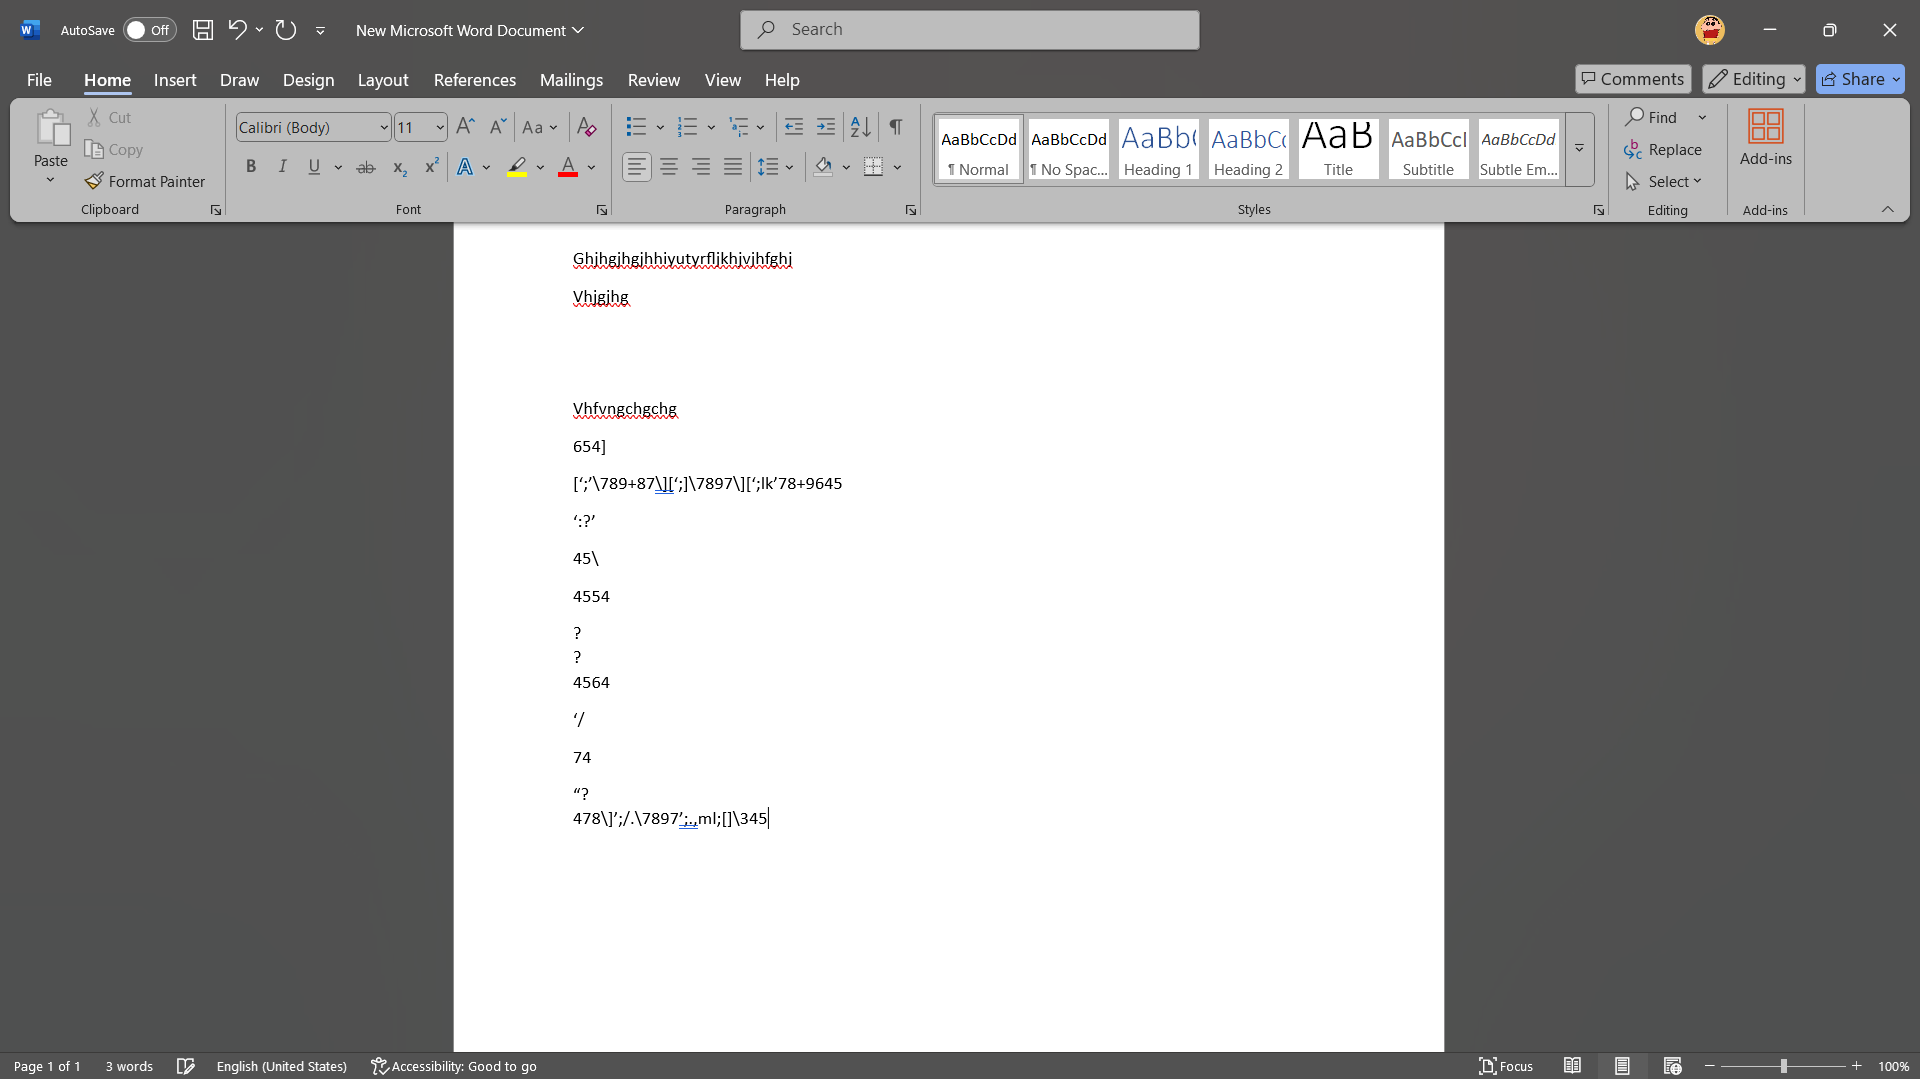 AutoSave Off New Microsoft Word Document Search
File Home Insert Draw Design Layout References Mailings Review View Help Comments Editing Share
Paste Cut Copy Format Painter Clipboard
Calibri (Body) 11 Aa Font
Paragraph
AaBbCcDd ¶ Normal
AaBbCcDd ¶ No Spac...
AaBb( Heading 1
AaBbCc Heading 2
AaB Title
AaBbCcI Subtitle
AaBbCcDd Subtle Em...
Styles
Find Replace Select Editing
Add-ins
Add-ins
Ghjhgjhgjhhiyutyrfljkhjvjhfghj
Vhjgjhg
Vhfvngchgchg
654]
[‘;’\789+87\][‘;]\7897\][‘;lk’78+9645
‘:?’
45\
4554
?
?
4564
‘/
74
“?
478\]’;/.\7897’;.,ml;[]\345
Page 1 of 1 3 words English (United States) Accessibility: Good to go Focus 100%